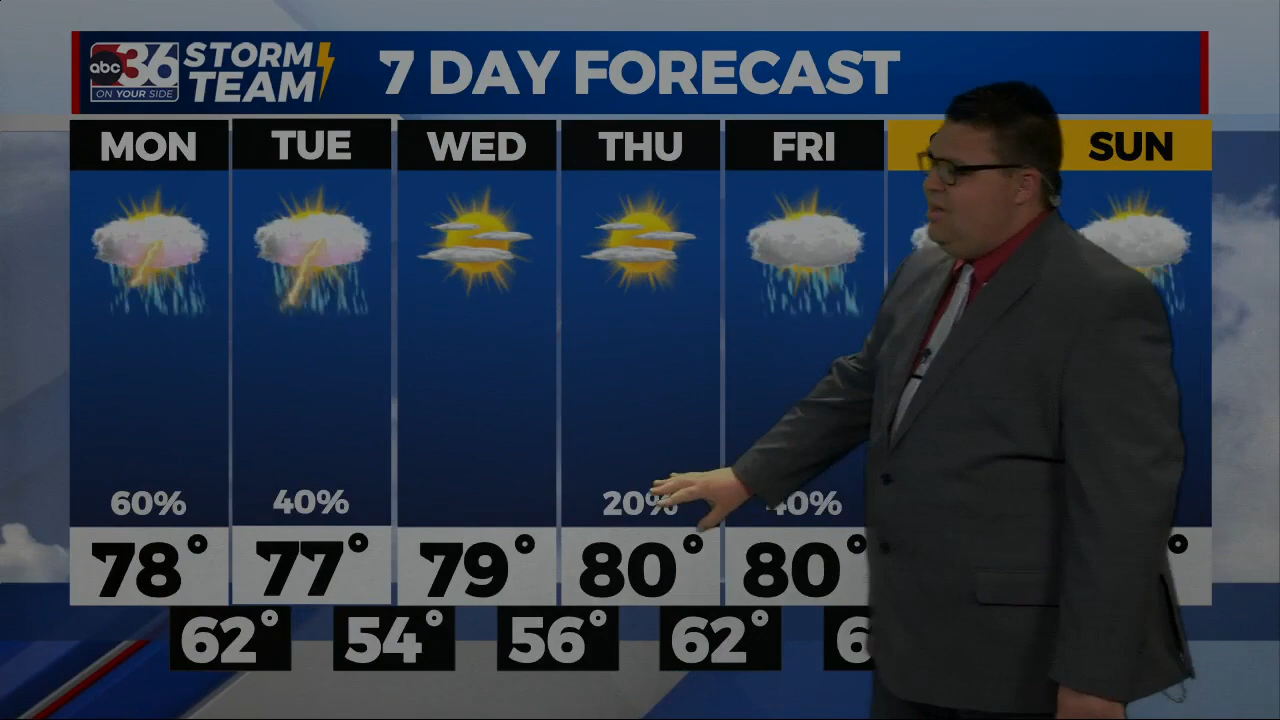 abc 36
ON YOUR SIDE
STORM
TEAM
7 DAY FORECAST
MON TUE WED THU FRI SUN
60% 40% 20% 40%
78° 77° 79° 80° 80°
62° 54° 56° 62°